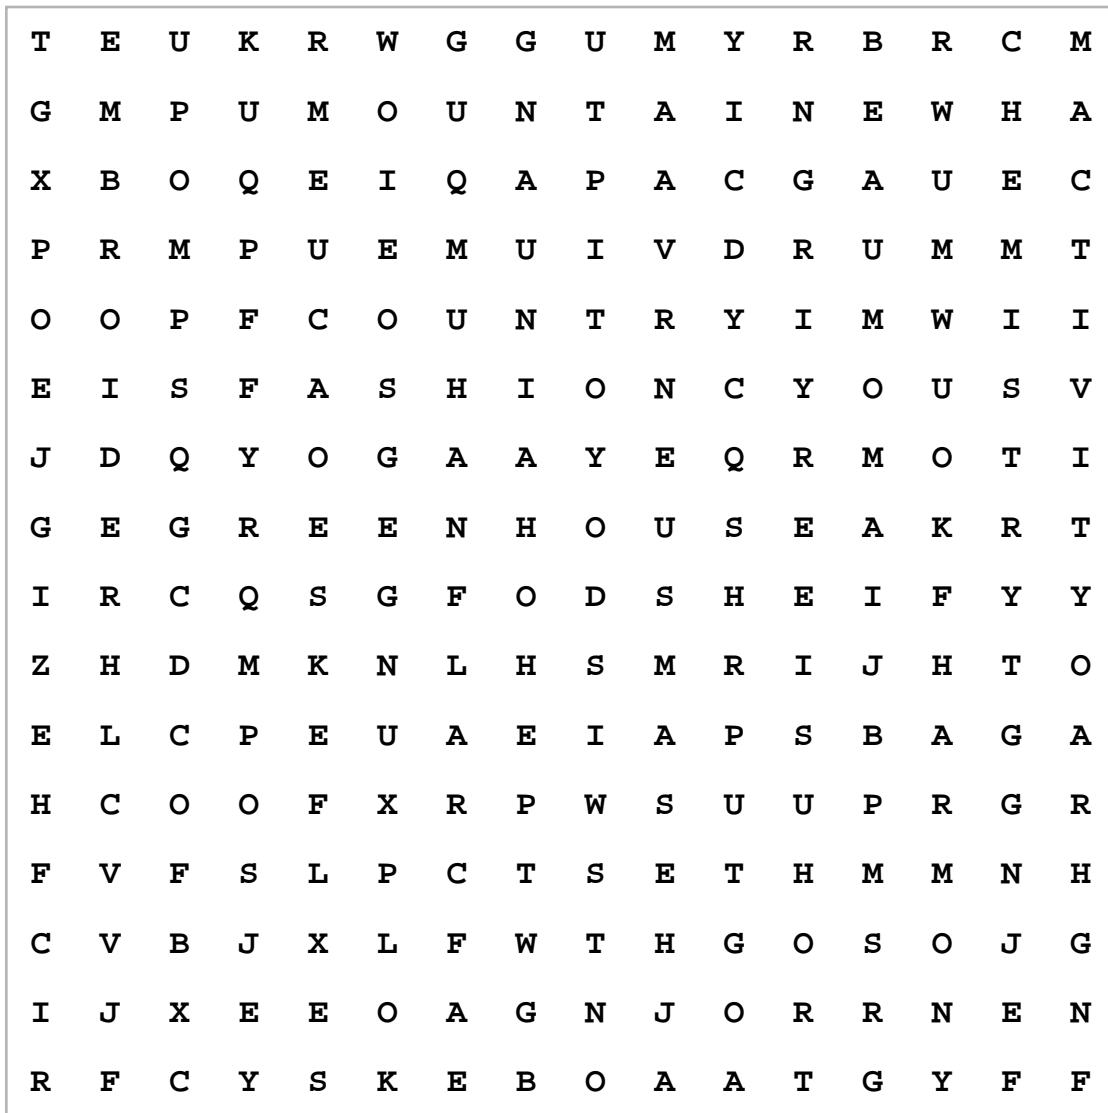 T E U K R W G G U M Y R B R C M
G M P U M O U N T A I N E W H A
X B O Q E I Q A P A C G A U E C
P R M P U E M U I V D R U M M T
O O P F C O U N T R Y I M W I I
E I S F A S H I O N C Y O U S V
J D Q Y O G A A Y E Q R M O T I
G E G R E E N H O U S E A K R T
I R C Q S G F O D S H E I F Y Y
Z H D M K N L H S M R I J H T O
E L C P E U A E I A P S B A G A
H C O O F X R P W S U U P R G R
F V F S L P C T S E T H M M N H
C V B J X L F W T H G O S O J G
I J X E E O A G N J O R R N E N
R F C Y S K E B O A A T G Y F F